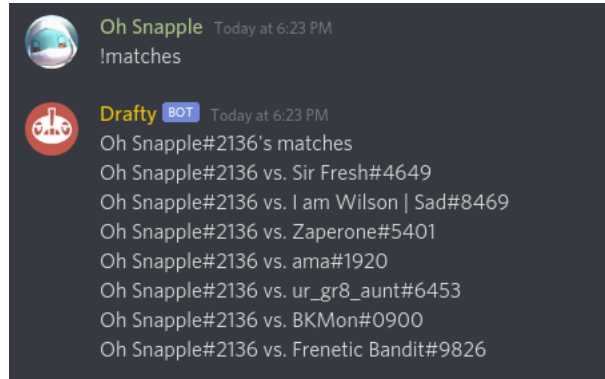 Oh Snapple Today at 6:23 PM
!matches
Drafty BOT Today at 6:23 PM
Oh Snapple#2136's matches
Oh Snapple#2136 vs. Sir Fresh#4649
Oh Snapple#2136 vs. I am Wilson | Sad#8469
Oh Snapple#2136 vs. Zaperone#5401
Oh Snapple#2136 vs. ama#1920
Oh Snapple#2136 vs. ur_gr8_aunt#6453
Oh Snapple#2136 vs. BKMon#0900
Oh Snapple#2136 vs. Frenetic Bandit#9826